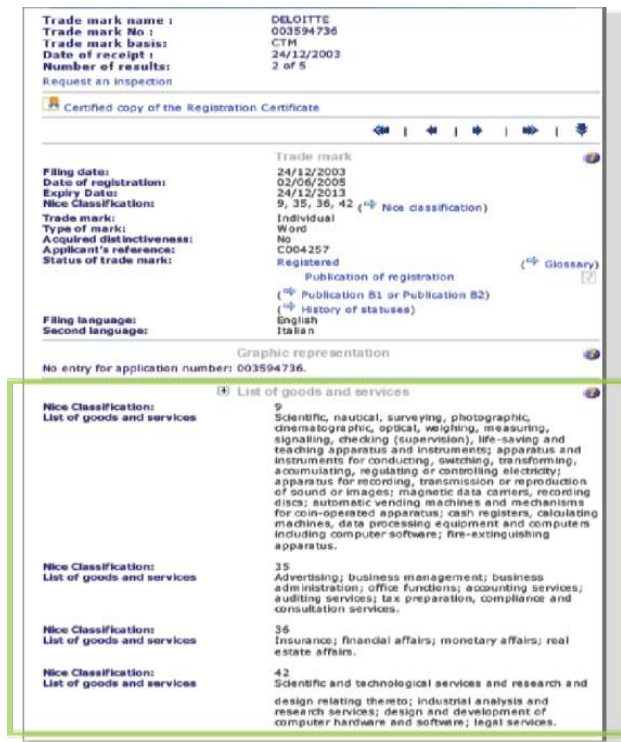 Trade mark name : DELOITTE
Trade mark No : 003594736
Trade mark basis: CTM
Date of receipt : 24/12/2003
Number of results: 2 of 5
Request an inspection
Certified copy of the Registration Certificate
| | | |
Trade mark
Filing date: 24/12/2003
Date of registration: 02/06/2005
Expiry Date: 24/12/2013
Nice Classification: 9, 35, 36, 42 ( Nice classification)
Trade mark: Individual
Type of mark: Word
Acquired distinctiveness: No
Applicant's reference: C004257
Status of trade mark: Registered ( Glossary)
Publication of registration
( Publication B1 or Publication B2)
( History of statuses)
Filing language: English
Second language: Italian
Graphic representation
No entry for application number: 003594736.
List of goods and services
Nice Classification: 9
List of goods and services Scientific, nautical, surveying, photographic,
cinematographic, optical, weighing, measuring,
signalling, checking (supervision), life-saving and
teaching apparatus and instruments; apparatus and
instruments for conducting, switching, transforming,
accumulating, regulating or controlling electricity;
apparatus for recording, transmission or reproduction
of sound or images; magnetic data carriers, recording
discs; automatic vending machines and mechanisms
for coin-operated apparatus; cash registers, calculating
machines, data processing equipment and computers
including computer software; fire-extinguishing
apparatus.
Nice Classification: 35
List of goods and services Advertising; business management; business
administration; office functions; accounting services;
auditing services; tax preparation, compliance and
consultation services.
Nice Classification: 36
List of goods and services Insurance; financial affairs; monetary affairs; real
estate affairs.
Nice Classification: 42
List of goods and services Scientific and technological services and research and
design relating thereto; industrial analysis and
research services; design and development of
computer hardware and software; legal services.